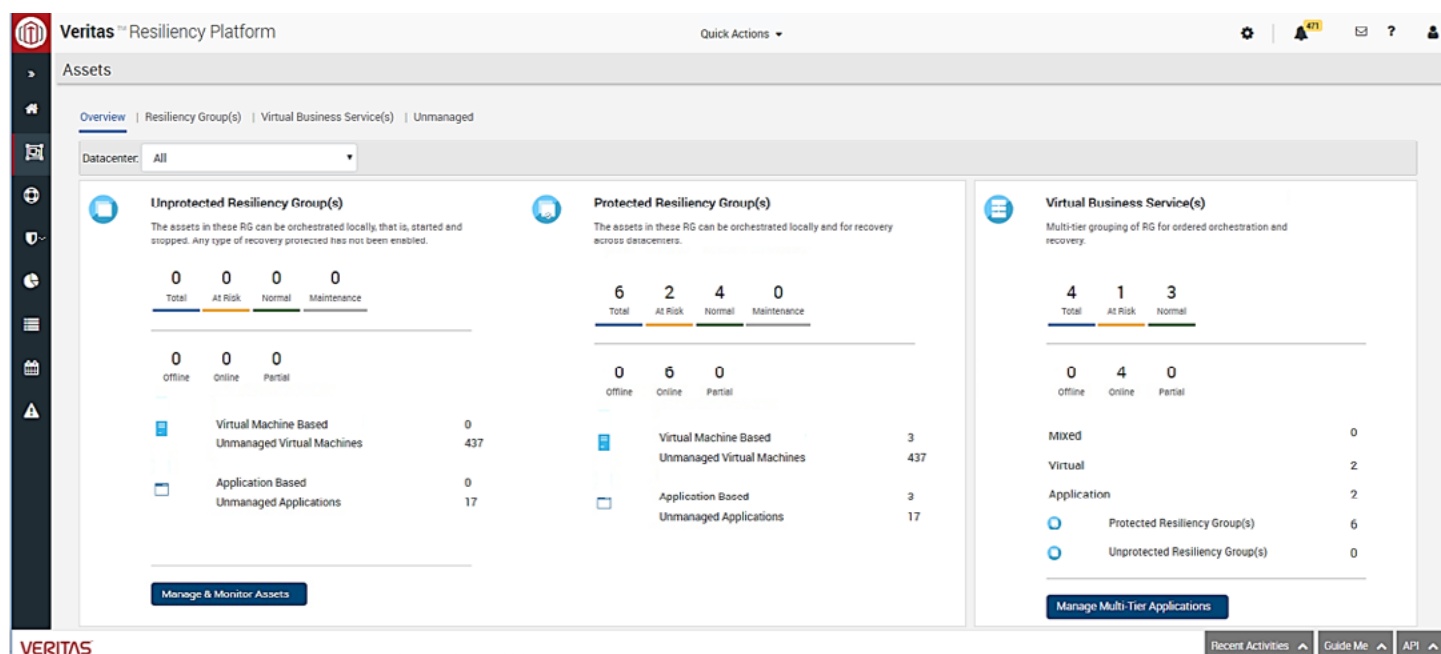 Veritas ™ Resiliency Platform
Quick Actions
471
?
Assets
Overview | Resiliency Group(s) | Virtual Business Service(s) | Unmanaged
Datacenter: All
Unprotected Resiliency Group(s)
The assets in these RG can be orchestrated locally, that is, started and
stopped. Any type of recovery protected has not been enabled.
0 0 0 0
Total At Risk Normal Maintenance
0 0 0
Offline Online Partial
Virtual Machine Based 0
Unmanaged Virtual Machines 437
Application Based 0
Unmanaged Applications 17
Manage & Monitor Assets
Protected Resiliency Group(s)
The assets in these RG can be orchestrated locally and for recovery
across datacenters.
6 2 4 0
Total At Risk Normal Maintenance
0 6 0
Offline Online Partial
Virtual Machine Based 3
Unmanaged Virtual Machines 437
Application Based 3
Unmanaged Applications 17
Virtual Business Service(s)
Multi-tier grouping of RG for ordered orchestration and
recovery.
4 1 3
Total At Risk Normal
0 4 0
Offline Online Partial
Mixed 0
Virtual 2
Application 2
Protected Resiliency Group(s) 6
Unprotected Resiliency Group(s) 0
Manage Multi-Tier Applications
VERITAS
Recent Activities Guide Me API